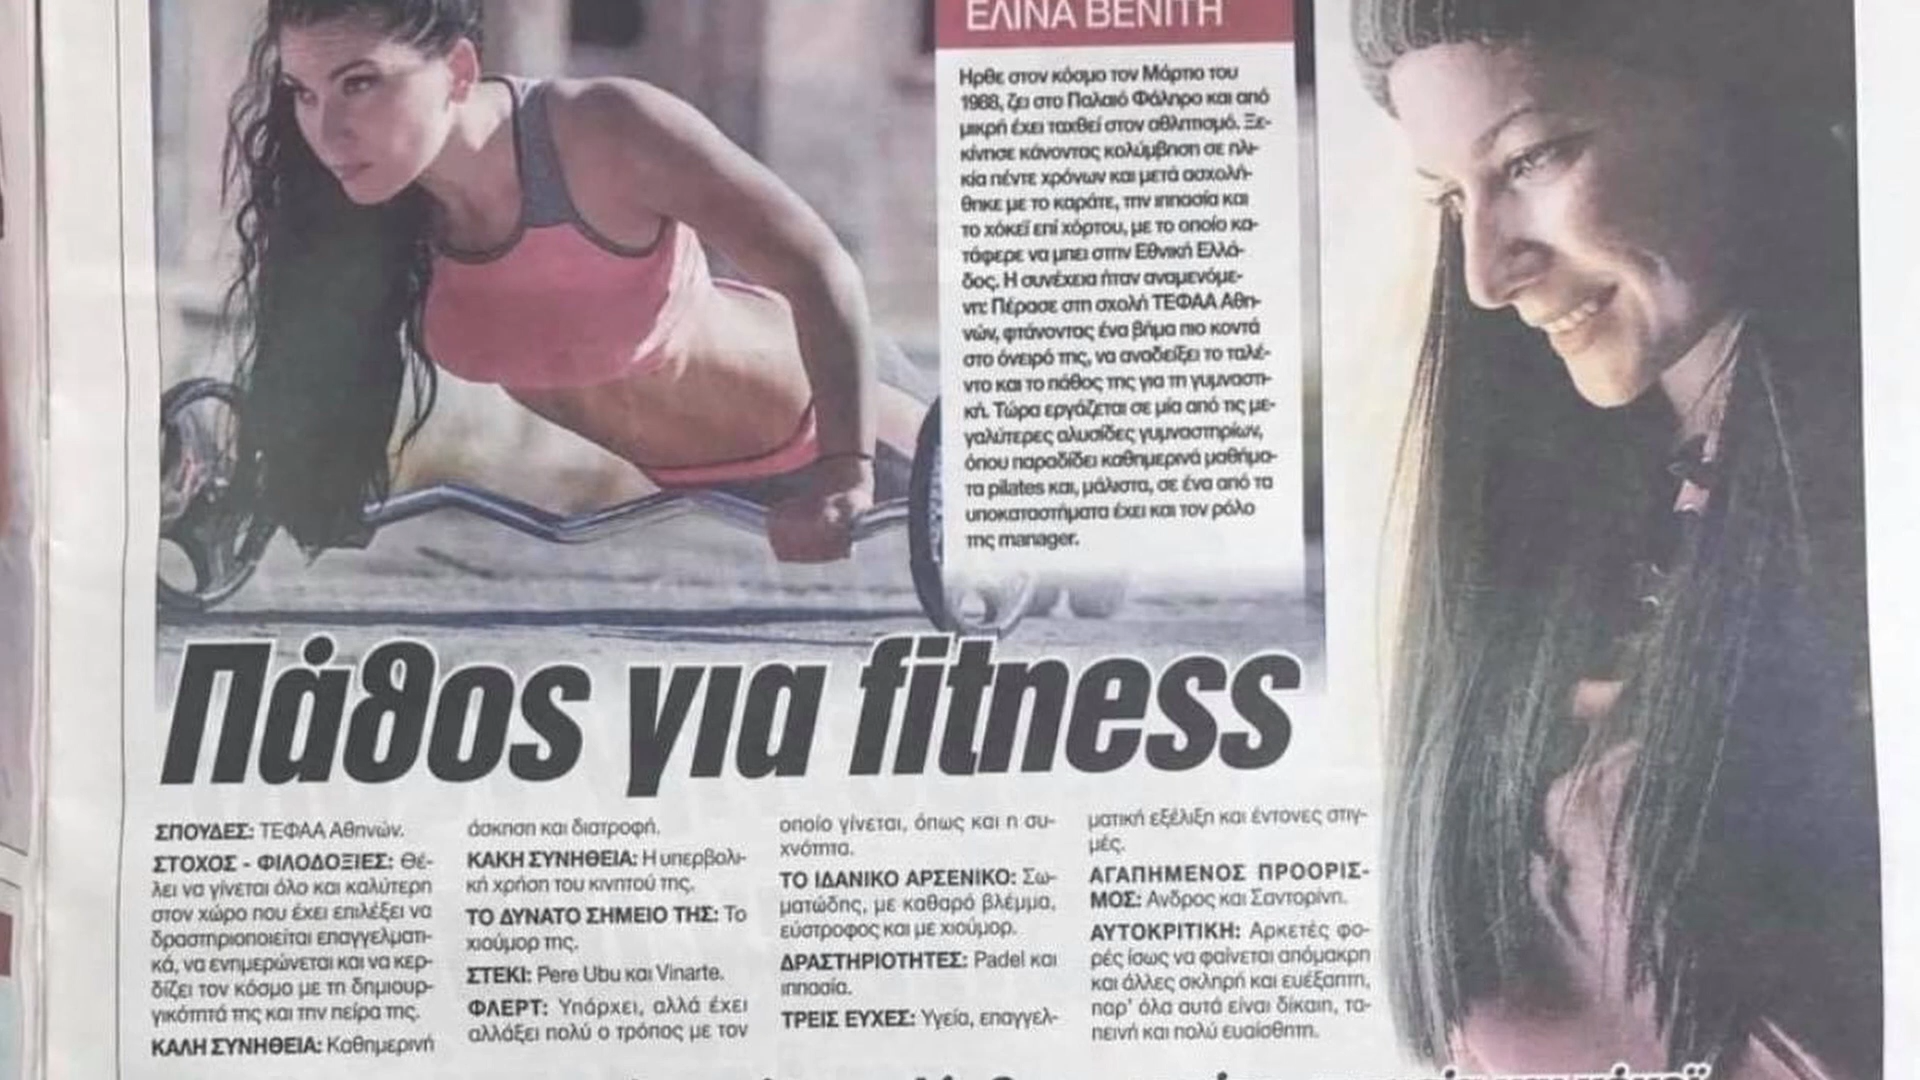 ΕΛΙΝΑ ΒΕΝΙΤΗ
Ηρθε στον κόσμο τον Μάρτιο του
1988, ζει στο Παλαιό Φάληρο και από
μικρή έχει ταχθεί στον αθλητισμό. Ξε-
κίνησε κάνοντας κολύμβηση σε ηλι-
κία πέντε χρόνων και μετά ασχολή-
θηκε με το καράτε, την ιππασία και
το χόκεϊ επί χόρτου, με το οποίο κα-
τάφερε να μπει στην Εθνική Ελλά-
δος. Η συνέχεια ήταν αναμενόμε-
νη: Πέρασε στη σχολή ΤΕΦΑΑ Αθη-
νών, φτάνοντας ένα βήμα πιο κοντά
στο όνειρό της, να αναδείξει το ταλέ-
ντο και το πάθος της για τη γυμναστι-
κή. Τώρα εργάζεται σε μία από τις με-
γαλύτερες αλυσίδες γυμναστηρίων,
όπου παραδίδει καθημερινά μαθήμα-
τα pilates και, μάλιστα, σε ένα από τα
υποκαταστήματα έχει και τον ρόλο
της manager.
Πάθος για fitness
ΣΠΟΥΔΕΣ: ΤΕΦΑΑ Αθηνών.
ΣΤΟΧΟΣ - ΦΙΛΟΔΟΞΙΕΣ: Θέ-
λει να γίνεται όλο και καλύτερη
στον χώρο που έχει επιλέξει να
δραστηριοποιείται επαγγελματι-
κά, να ενημερώνεται και να κερ-
δίζει τον κόσμο με τη δημιουρ-
γικότητά της και την πείρα της.
ΚΑΛΗ ΣΥΝΗΘΕΙΑ: Καθημερινή
άσκηση και διατροφή.
ΚΑΚΗ ΣΥΝΗΘΕΙΑ: Η υπερβολι-
κή χρήση του κινητού της.
ΤΟ ΔΥΝΑΤΟ ΣΗΜΕΙΟ ΤΗΣ: Το
χιούμορ της.
ΣΤΕΚΙ: Pere Ubu και Vinarte.
ΦΛΕΡΤ: Υπάρχει, αλλά έχει
αλλάξει πολύ ο τρόπος με τον
οποίο γίνεται, όπως και η συ-
χνότητα.
ΤΟ ΙΔΑΝΙΚΟ ΑΡΣΕΝΙΚΟ: Σω-
ματώδης, με καθαρό βλέμμα,
εύστροφος και με χιούμορ.
ΔΡΑΣΤΗΡΙΟΤΗΤΕΣ: Padel και
ιππασία.
ΤΡΕΙΣ ΕΥΧΕΣ: Υγεία, επαγγελ-
ματική εξέλιξη και έντονες στιγ-
μές.
ΑΓΑΠΗΜΕΝΟΣ ΠΡΟΟΡΙΣ-
ΜΟΣ: Ανδρος και Σαντορίνη.
ΑΥΤΟΚΡΙΤΙΚΗ: Αρκετές φο-
ρές ίσως να φαίνεται απόμακρη
και άλλες σκληρή και ευέξαπτη,
παρ' όλα αυτά είναι δίκαιη, τα-
πεινή και πολύ ευαίσθητη.